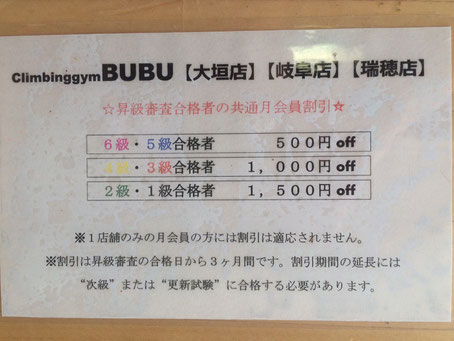 ClimbinggymBUBU【大垣店】【岐阜店】【瑞穂店】
☆昇級審査合格者の共通月会員割引☆
６級・５級合格者　５００円 off
４級・３級合格者　１，０００円 off
２級・１級合格者　１，５００円 off
※１店舗のみの月会員の方には割引は適応されません。
※割引は昇級審査の合格日から３ヶ月間です。割引期間の延長には
“次級”または“更新試験”に合格する必要があります。